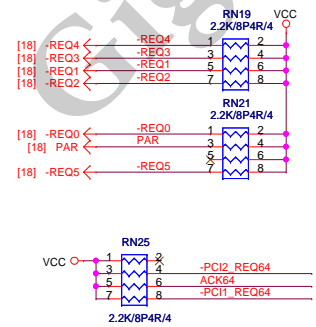 RN19 VCC
2.2K/8P4R/4
[18] -REQ4 -REQ4 1 2
[18] -REQ3 -REQ3 3 4
[18] -REQ1 -REQ1 5 6
[18] -REQ2 -REQ2 7 8
RN21
2.2K/8P4R/4
[18] -REQ0 -REQ0 1 2
[18] PAR PAR 3 4
5 6
[18] -REQ5 -REQ5 7 8
RN25
VCC 1 2
3 4 -PCI2_REQ64
5 6 ACK64
7 8 -PCI1_REQ64
2.2K/8P4R/4